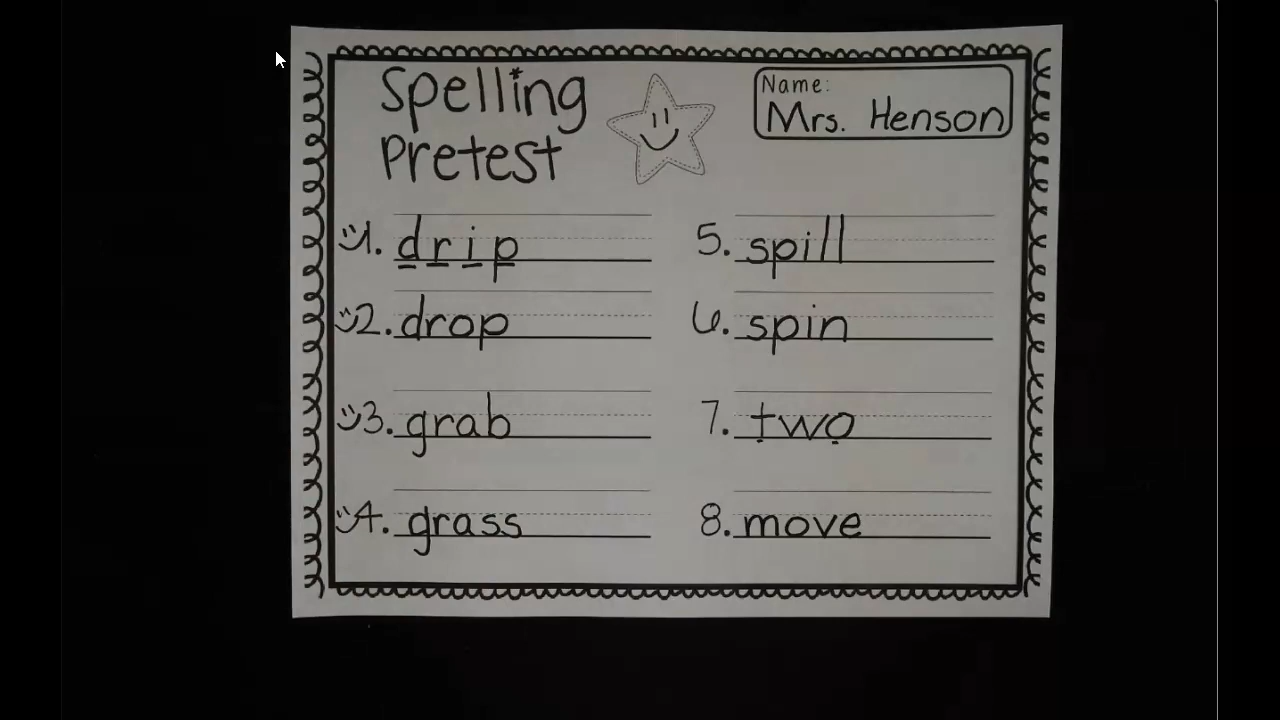 Spelling
Pretest
Name:
Mrs. Henson
1. drip
2. drop
3. grab
4. grass
5. spill
6. spin
7. two
8. move